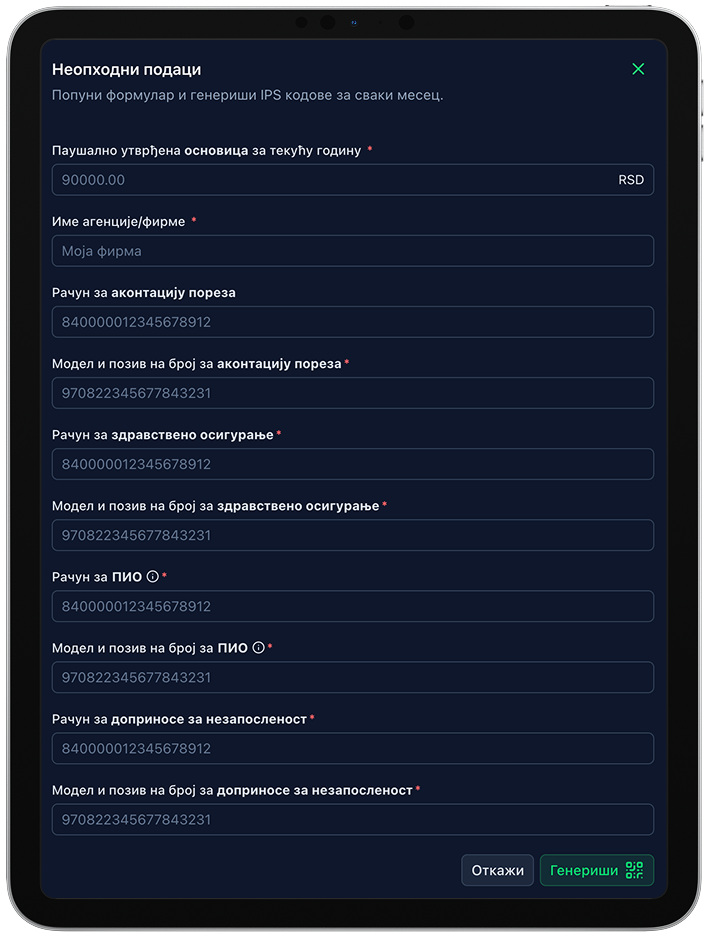 Неопходни подаци
Попуни формулар и генериши IPS кодове за сваки месец.
Паушално утврђена основица за текућу годину *
90000.00 RSD
Име агенције/фирме *
Моја фирма
Рачун за аконтацију пореза
840000012345678912
Модел и позив на број за аконтацију пореза *
970822345677843231
Рачун за здравствено осигурање *
840000012345678912
Модел и позив на број за здравствено осигурање *
970822345677843231
Рачун за ПИО *
840000012345678912
Модел и позив на број за ПИО *
970822345677843231
Рачун за доприносе за незапосленост *
840000012345678912
Модел и позив на број за доприносе за незапосленост *
970822345677843231
Откажи Генериши